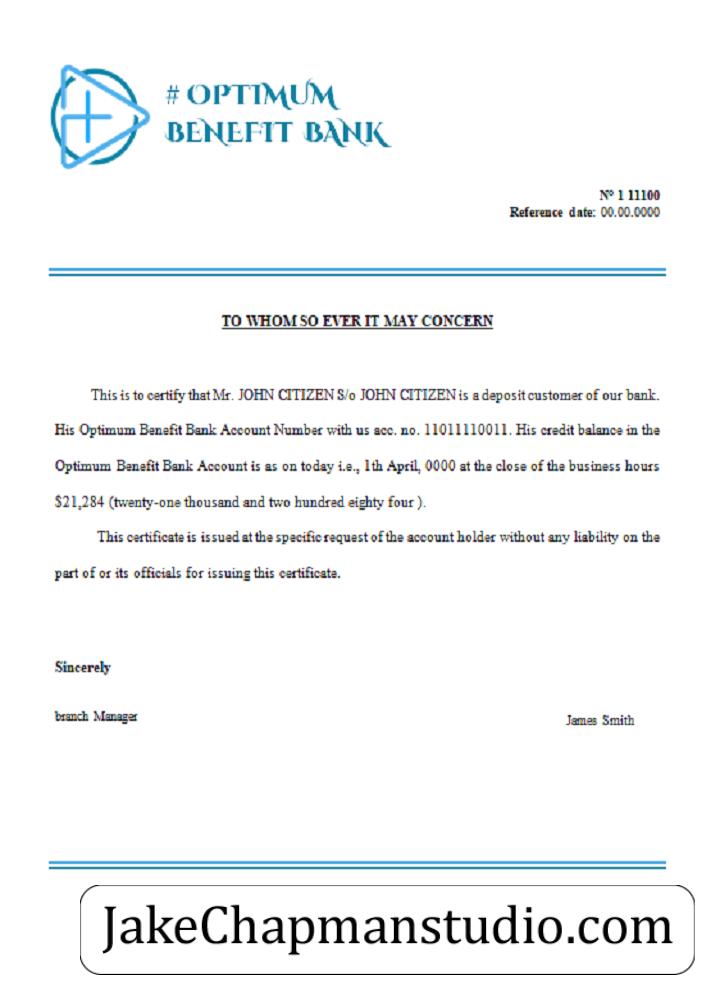 # OPTIMUM
BENEFIT BANK
Nº 1 11100
Reference date: 00.00.0000
TO WHOM SO EVER IT MAY CONCERN
This is to certify that Mr. JOHN CITIZEN S/o JOHN CITIZEN is a deposit customer of our bank.
His Optimum Benefit Bank Account Number with us acc. no. 11011110011. His credit balance in the
Optimum Benefit Bank Account is as on today i.e., 1th April, 0000 at the close of the business hours
$21,284 (twenty-one thousand and two hundred eighty four ).
This certificate is issued at the specific request of the account holder without any liability on the
part of or its officials for issuing this certificate.
Sincerely
branch Manager
James Smith
JakeChapmanstudio.com